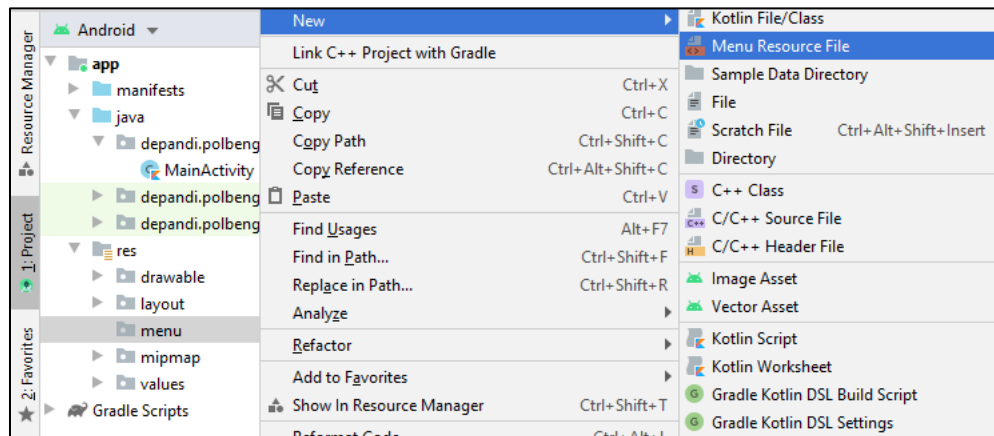 Resource Manager
1: Project
2: Favorites
Android
app
manifests
java
depandi.polbeng
MainActivity
depandi.polbeng
depandi.polbeng
res
drawable
layout
menu
mipmap
values
Gradle Scripts
New
Link C++ Project with Gradle
Cut Ctrl+X
Copy Ctrl+C
Copy Path Ctrl+Shift+C
Copy Reference Ctrl+Alt+Shift+C
Paste Ctrl+V
Find Usages Alt+F7
Find in Path... Ctrl+Shift+F
Replace in Path... Ctrl+Shift+R
Analyze
Refactor
Add to Favorites
Show In Resource Manager Ctrl+Shift+T
Kotlin File/Class
Menu Resource File
Sample Data Directory
File
Scratch File Ctrl+Alt+Shift+Insert
Directory
S C++ Class
C++ C/C++ Source File
H C/C++ Header File
Image Asset
Vector Asset
Kotlin Script
Kotlin Worksheet
G Gradle Kotlin DSL Build Script
G Gradle Kotlin DSL Settings